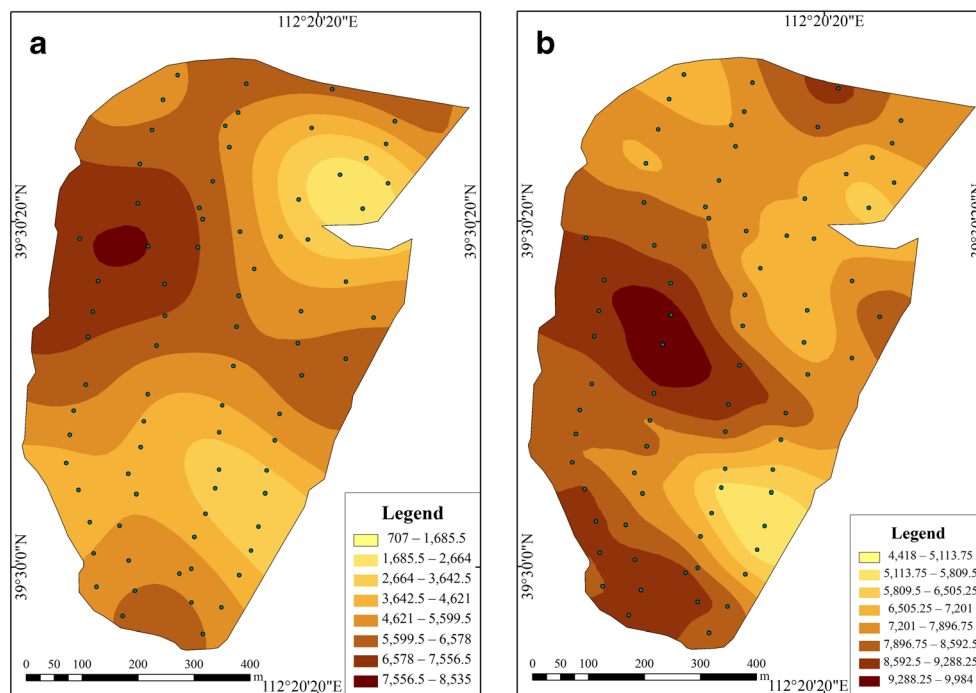 a
112°20'20"E
39°30'20"N
39°30'20"N
39°30'0"N
Legend
707 – 1,685.5
1,685.5 – 2,664
2,664 – 3,642.5
3,642.5 – 4,621
4,621 – 5,599.5
5,599.5 – 6,578
6,578 – 7,556.5
7,556.5 – 8,535
0 50 100 200 300 400
m
112°20'20"E
b
112°20'20"E
39°30'20"N
39°30'20"N
39°30'0"N
Legend
4,418 – 5,113.75
5,113.75 – 5,809.5
5,809.5 – 6,505.25
6,505.25 – 7,201
7,201 – 7,896.75
7,896.75 – 8,592.5
8,592.5 – 9,288.25
9,288.25 – 9,984
0 50 100 200 300 400
m
112°20'20"E